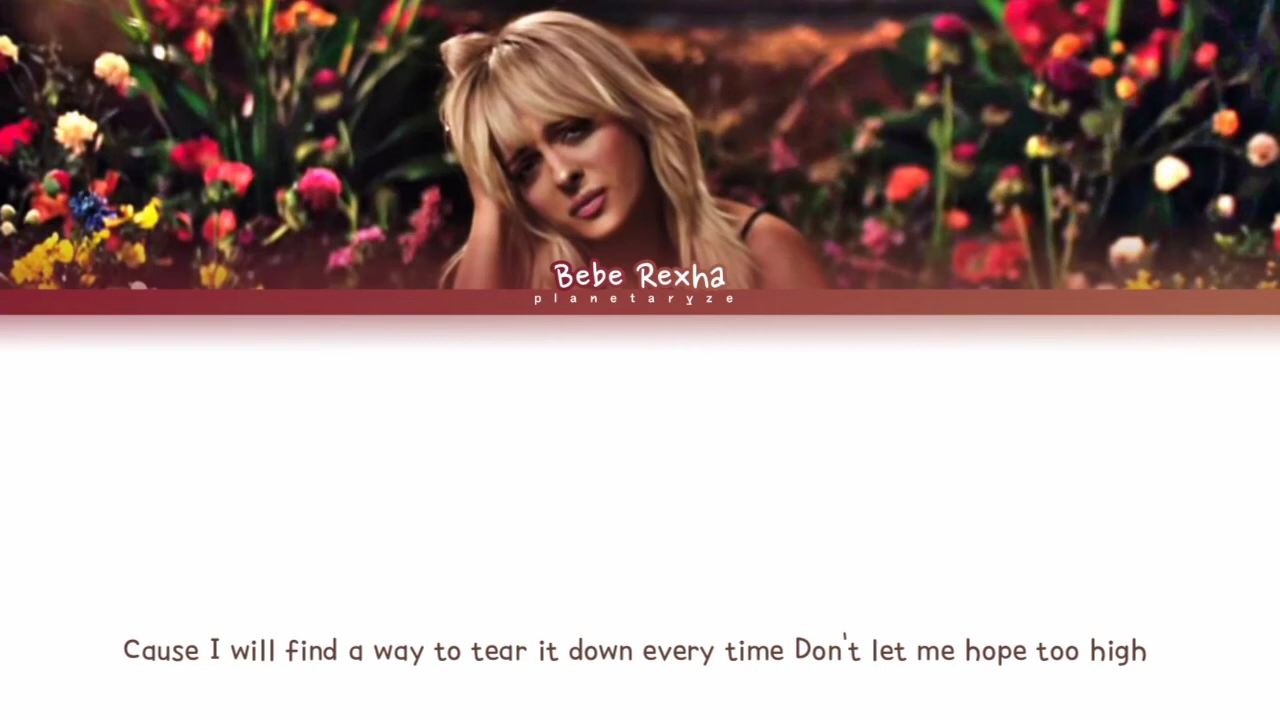 Bebe Rexha
planetaryze
Cause I will find a way to tear it down every time Don't let me hope too high